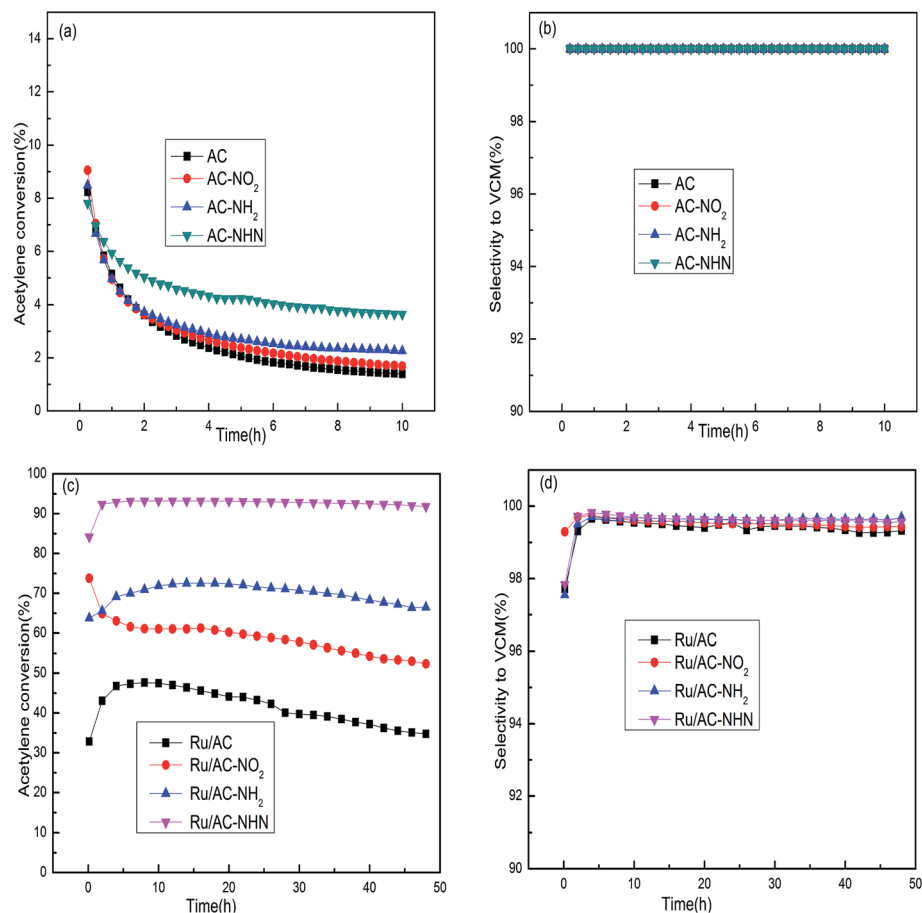 (a)
Acetylene conversion(%)
14
12
10
8
6
4
2
0
AC
AC-NO₂
AC-NH₂
AC-NHN
0 2 4 6 8 10
Time(h)
(b)
Selectivity to VCM(%)
100
98
96
94
92
90
AC
AC-NO₂
AC-NH₂
AC-NHN
0 2 4 6 8 10
Time(h)
(c)
Acetylene conversion(%)
100
90
80
70
60
50
40
30
20
10
0
Ru/AC
Ru/AC-NO₂
Ru/AC-NH₂
Ru/AC-NHN
0 10 20 30 40 50
Time(h)
(d)
Selectivity to VCM(%)
100
98
96
94
92
90
Ru/AC
Ru/AC-NO₂
Ru/AC-NH₂
Ru/AC-NHN
0 10 20 30 40 50
Time(h)